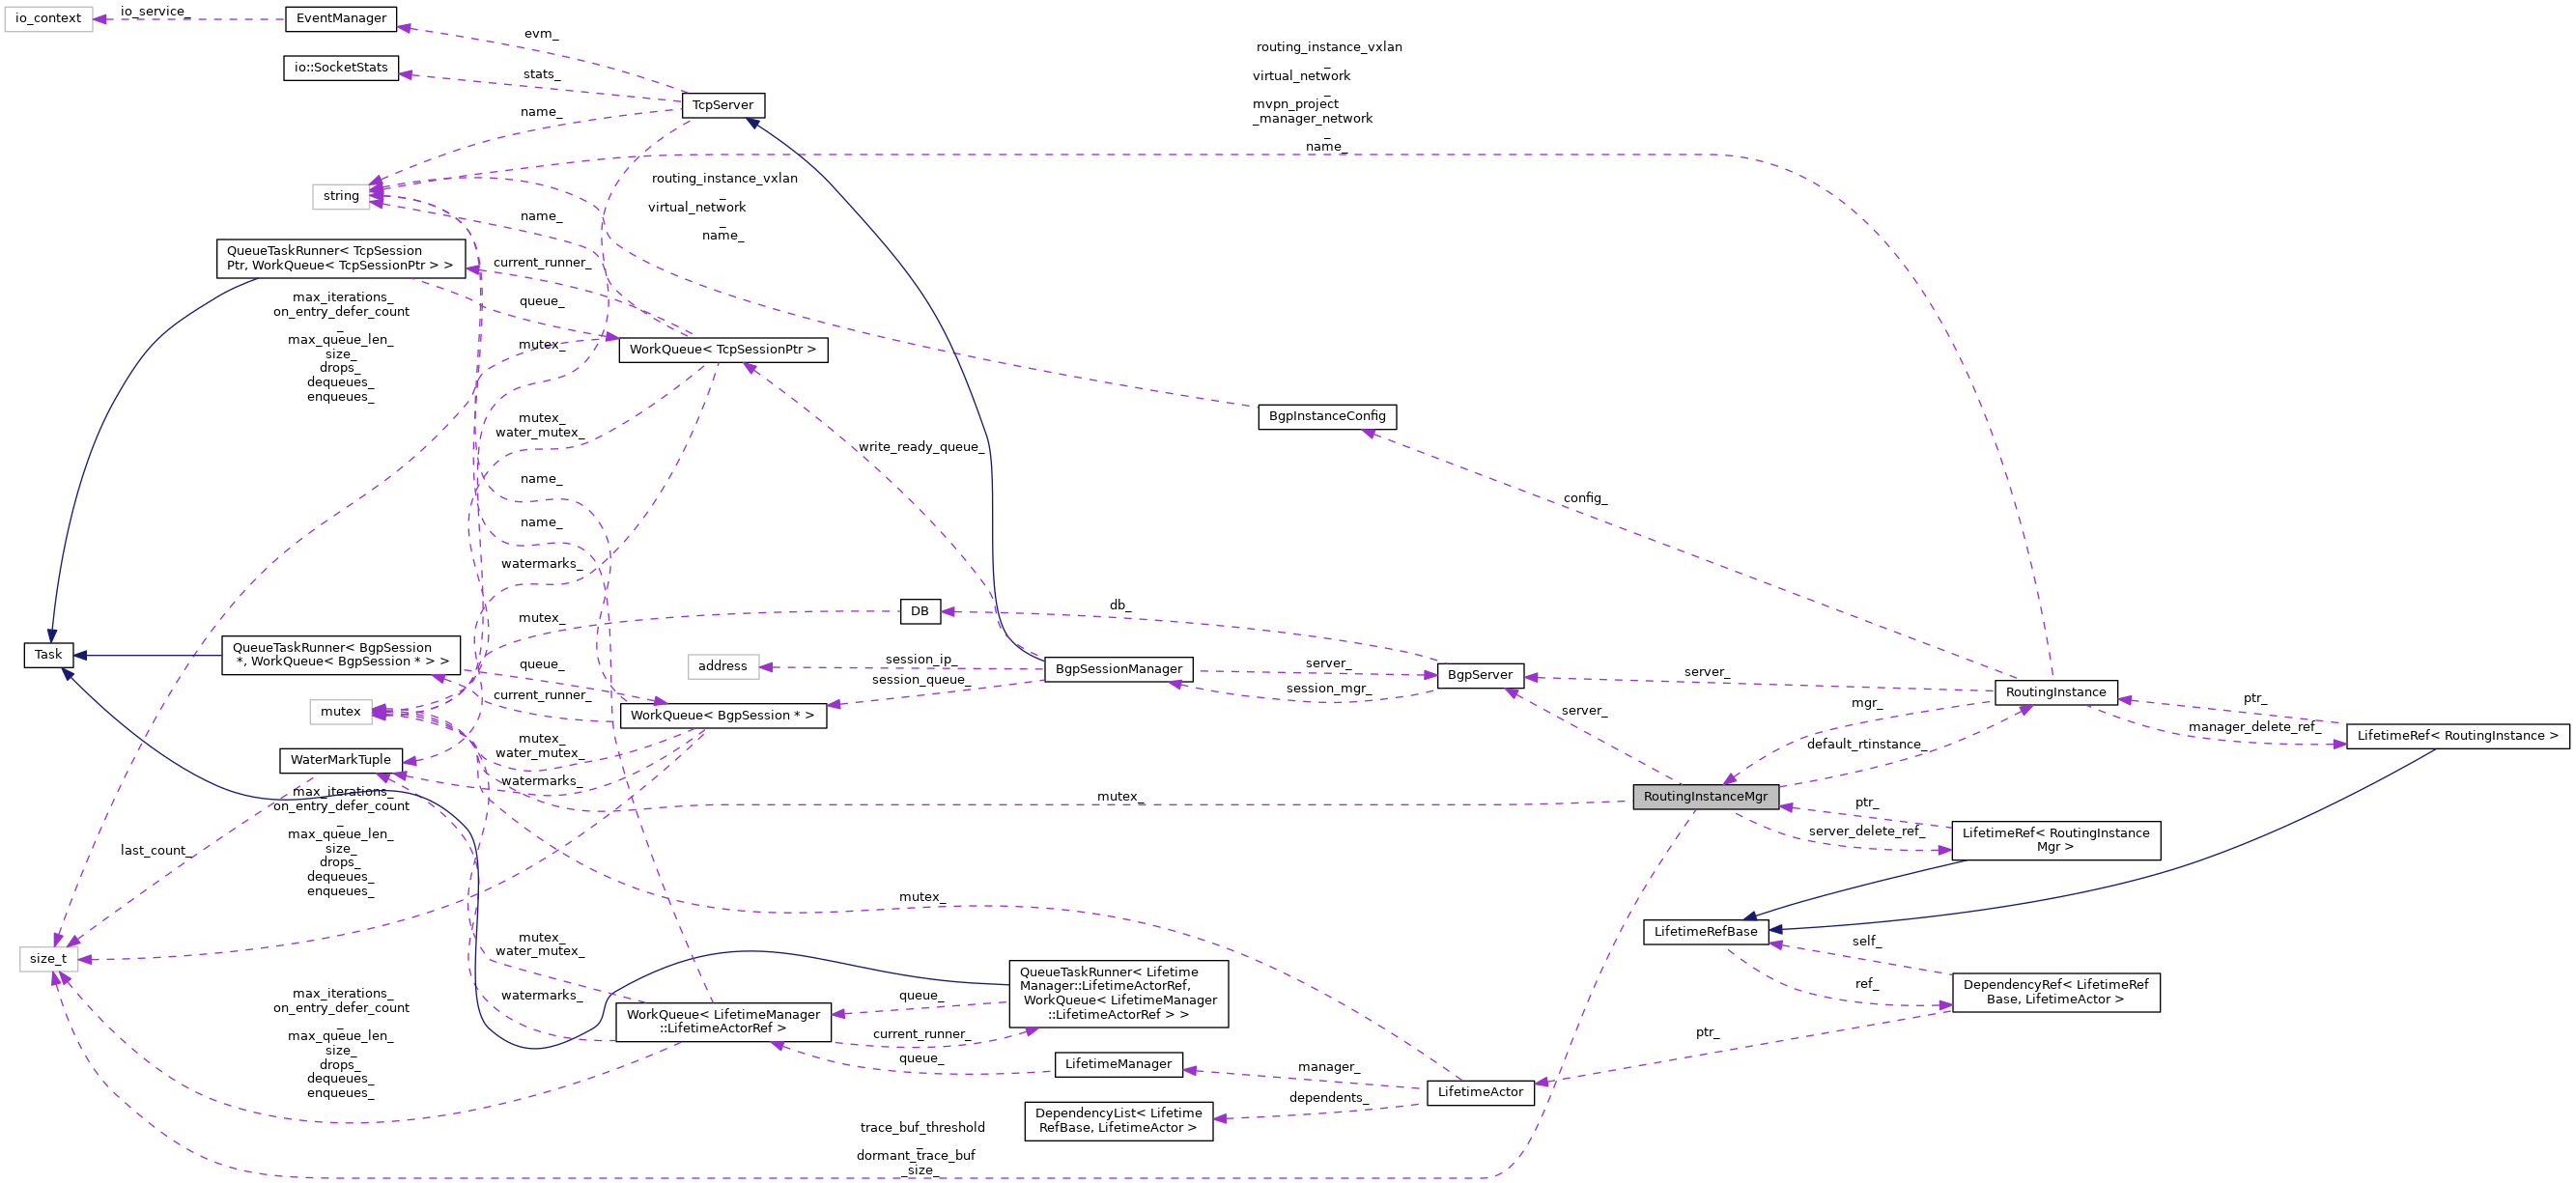 io_context
io_service_
EventManager
evm_
io::SocketStats
stats_
TcpServer
name_
routing_instance_vxlan
_
virtual_network
_
mvpn_project
_manager_network
_
name_
string
routing_instance_vxlan
_
virtual_network
_
name_
name_
QueueTaskRunner< TcpSession
Ptr, WorkQueue< TcpSessionPtr > >
current_runner_
queue_
max_iterations_
on_entry_defer_count
_
max_queue_len_
size_
drops_
dequeues_
enqueues_
mutex_
WorkQueue< TcpSessionPtr >
BgpInstanceConfig
mutex_
water_mutex_
write_ready_queue_
name_
config_
name_
watermarks_
DB
db_
mutex_
Task
QueueTaskRunner< BgpSession
*, WorkQueue< BgpSession * > >
queue_
address
session_ip_
BgpSessionManager
server_
BgpServer
server_
RoutingInstance
session_queue_
session_mgr_
current_runner_
mutex
WorkQueue< BgpSession * >
server_
mgr_
ptr_
manager_delete_ref_
LifetimeRef< RoutingInstance >
default_rtinstance_
mutex_
water_mutex_
WaterMarkTuple
watermarks_
mutex_
RoutingInstanceMgr
ptr_
server_delete_ref_
LifetimeRef< RoutingInstance
Mgr >
max_iterations_
on_entry_defer_count
_
max_queue_len_
size_
drops_
dequeues_
enqueues_
last_count_
mutex_
LifetimeRefBase
self_
ref_
DependencyRef< LifetimeRef
Base, LifetimeActor >
size_t
mutex_
water_mutex_
watermarks_
WorkQueue< LifetimeManager
::LifetimeActorRef >
queue_
current_runner_
queue_
QueueTaskRunner< Lifetime
Manager::LifetimeActorRef,
WorkQueue< LifetimeManager
::LifetimeActorRef > >
ptr_
max_iterations_
on_entry_defer_count
_
max_queue_len_
size_
drops_
dequeues_
enqueues_
LifetimeManager
manager_
LifetimeActor
dependents_
DependencyList< Lifetime
RefBase, LifetimeActor >
trace_buf_threshold
_
dormant_trace_buf
_size_